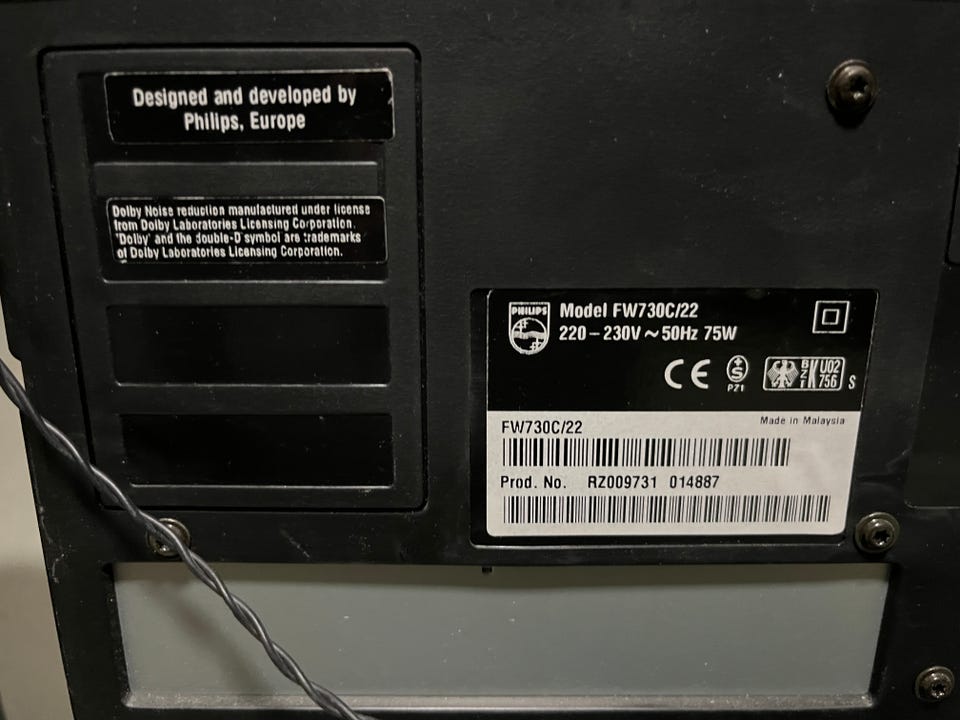 Designed and developed by
Philips, Europe
Dolby Noise reduction manufactured under license
from Dolby Laboratories Licensing Corporation.
'Dolby' and the double-D symbol are trademarks
of Dolby Laboratories Licensing Corporation.
PHILIPS
Model FW730C/22
220–230V ~ 50Hz 75W
CE
S
PZ1
BZT
K U02
756 S
Made in Malaysia
FW730C/22
Prod. No. RZ009731 014887